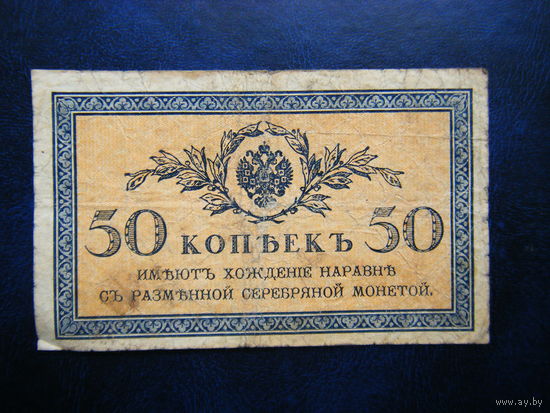 50 КОПѢЕКЪ 50
ИМѢЮТЪ ХОЖДЕНІЕ НАРАВНѢ
СЪ РАЗМѢННОЙ СЕРЕБРЯНОЙ МОНЕТОЙ.
www.ay.by